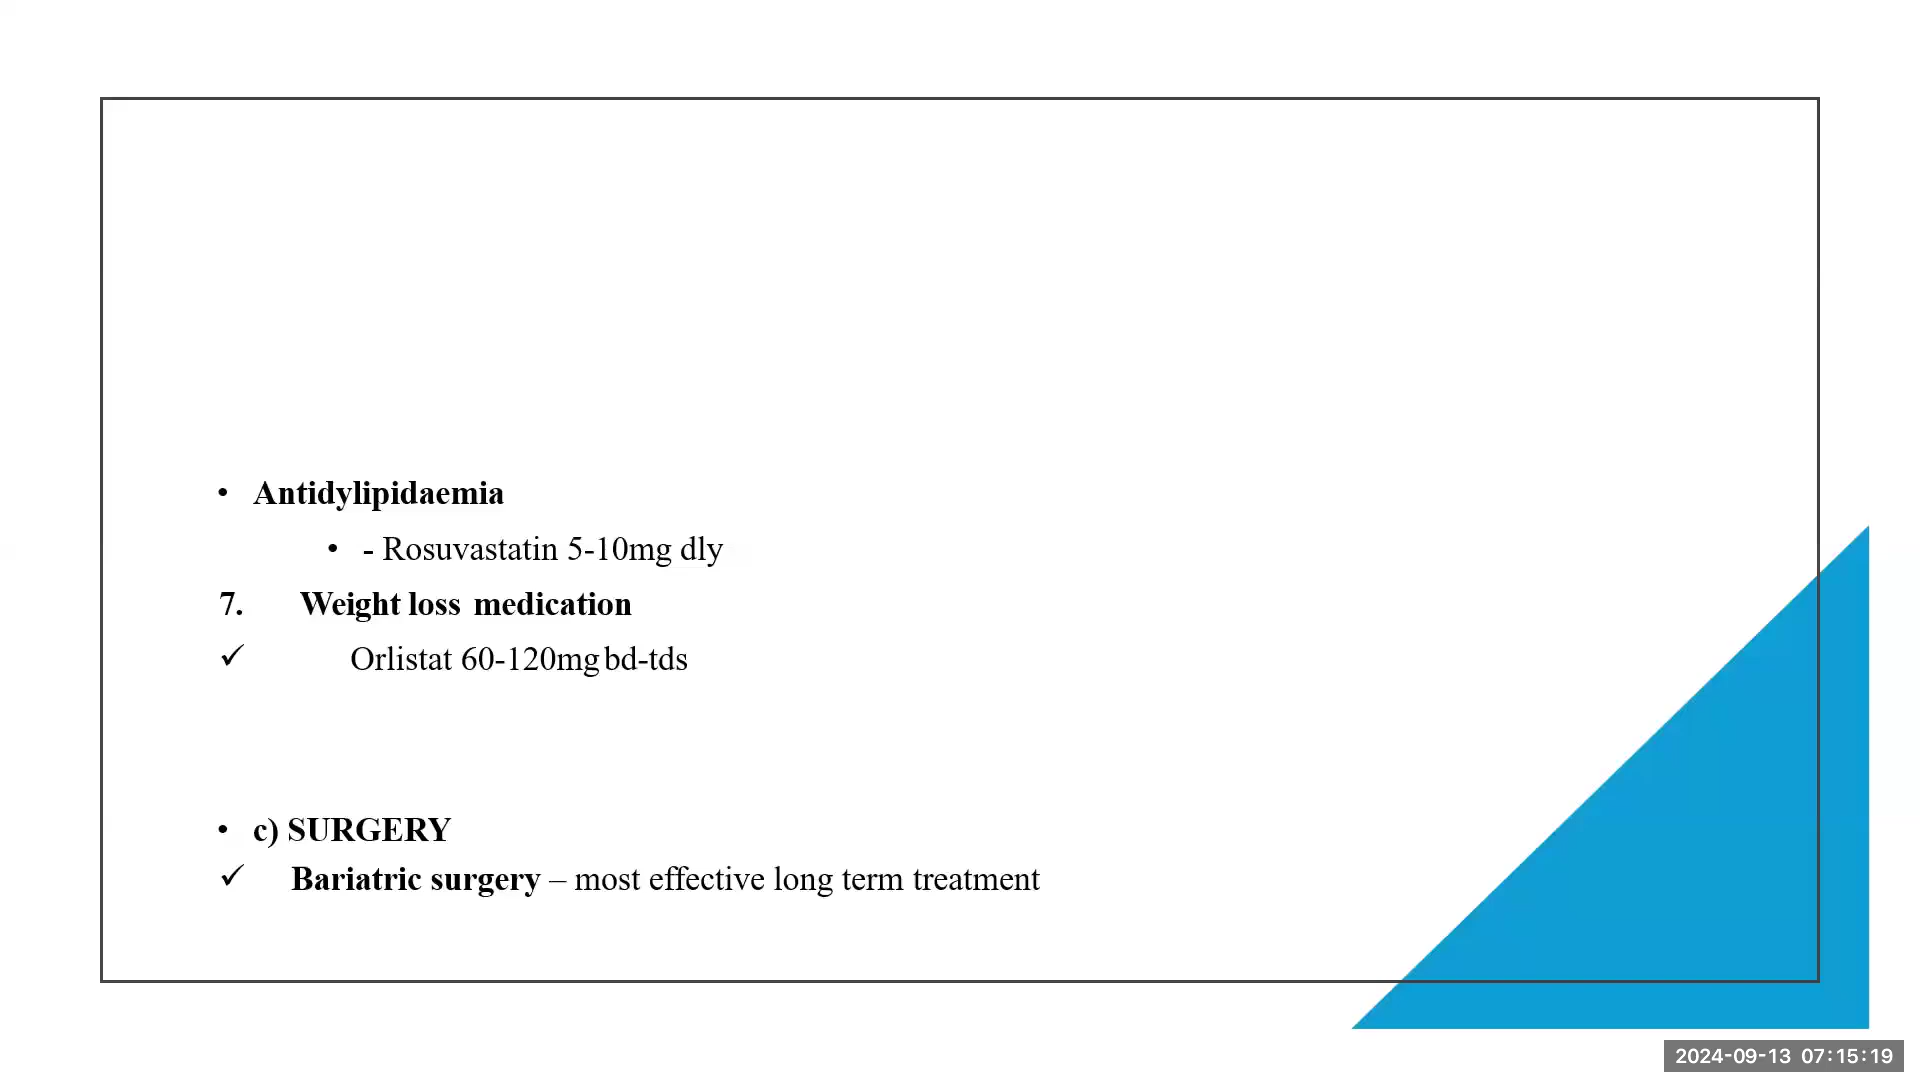 • Antidylipidaemia
• - Rosuvastatin 5-10mg dly
7. Weight loss medication
✓ Orlistat 60-120mg bd-tds
• c) SURGERY
✓ Bariatric surgery – most effective long term treatment
2024-09-13 07:15:19